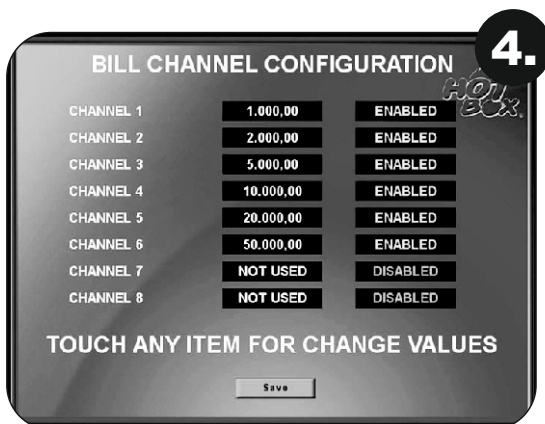 4.
BILL CHANNEL CONFIGURATION
HOT BOX
CHANNEL 1 1.000,00 ENABLED
CHANNEL 2 2.000,00 ENABLED
CHANNEL 3 5.000,00 ENABLED
CHANNEL 4 10.000,00 ENABLED
CHANNEL 5 20.000,00 ENABLED
CHANNEL 6 50.000,00 ENABLED
CHANNEL 7 NOT USED DISABLED
CHANNEL 8 NOT USED DISABLED
TOUCH ANY ITEM FOR CHANGE VALUES
Save